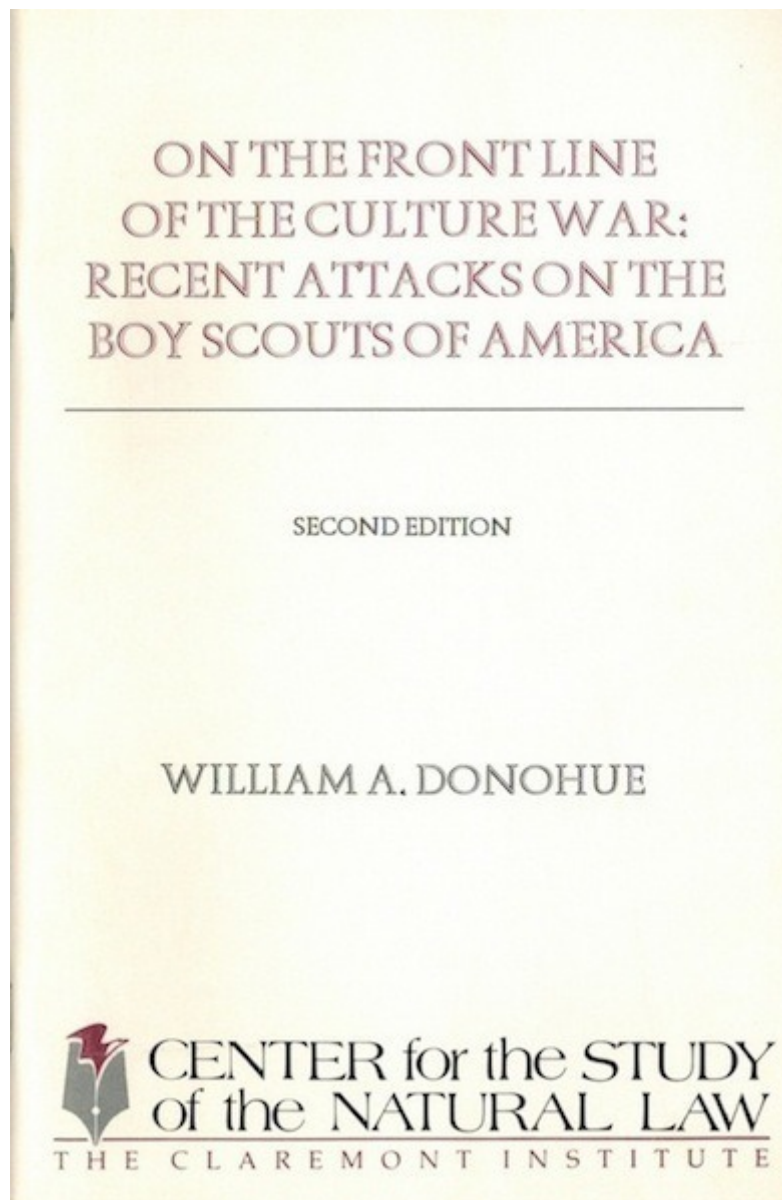 ON THE FRONT LINE
OF THE CULTURE WAR:
RECENT ATTACKS ON THE
BOY SCOUTS OF AMERICA
SECOND EDITION
WILLIAM A. DONOHUE
CENTER for the STUDY
of the NATURAL LAW
THE CLAREMONT INSTITUTE